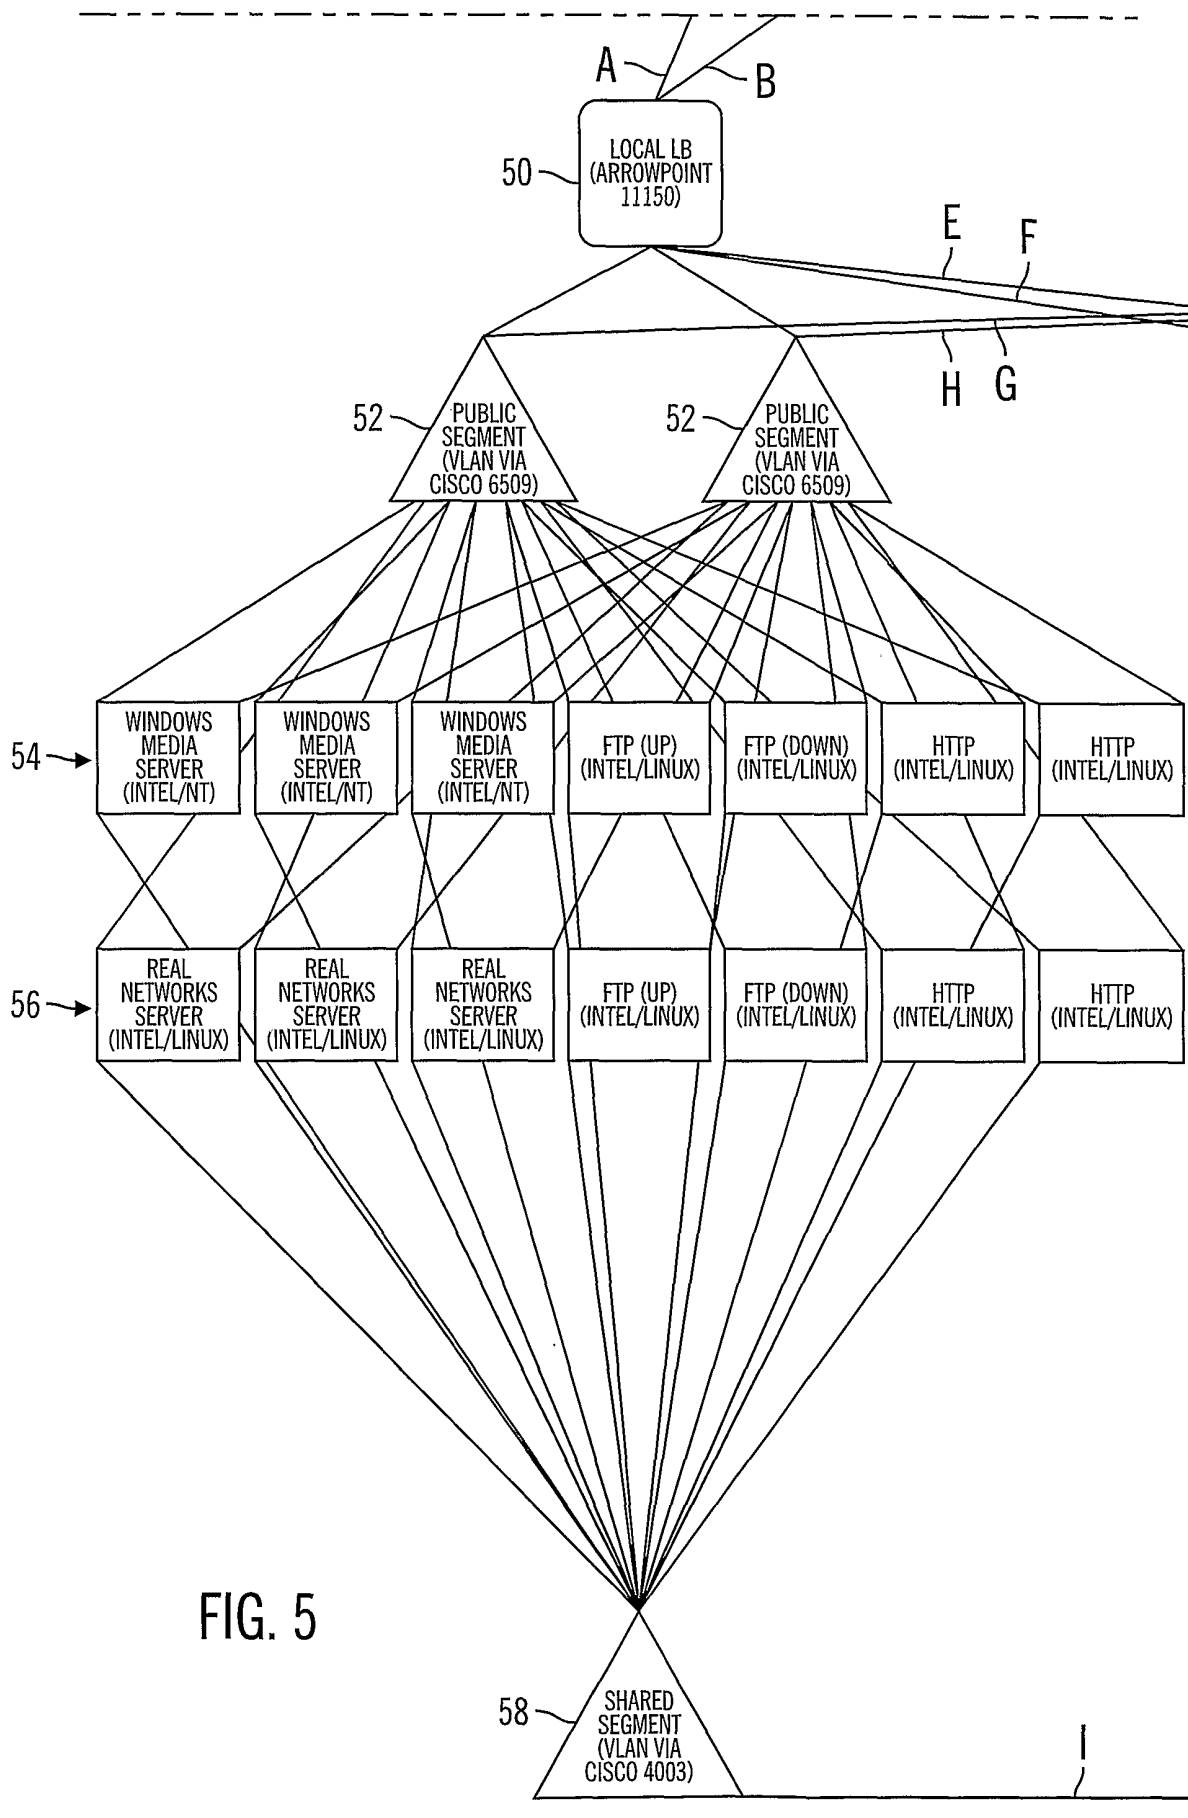 A
B
LOCAL LB
(ARROWPOINT
11150)
50
E
F
G
H
52
PUBLIC
SEGMENT
(VLAN VIA
CISCO 6509)
52
PUBLIC
SEGMENT
(VLAN VIA
CISCO 6509)
54
WINDOWS
MEDIA
SERVER
(INTEL/NT)
WINDOWS
MEDIA
SERVER
(INTEL/NT)
WINDOWS
MEDIA
SERVER
(INTEL/NT)
FTP (UP)
(INTEL/LINUX)
FTP (DOWN)
(INTEL/LINUX)
HTTP
(INTEL/LINUX)
HTTP
(INTEL/LINUX)
56
REAL
NETWORKS
SERVER
(INTEL/LINUX)
REAL
NETWORKS
SERVER
(INTEL/LINUX)
REAL
NETWORKS
SERVER
(INTEL/LINUX)
FTP (UP)
(INTEL/LINUX)
FTP (DOWN)
(INTEL/LINUX)
HTTP
(INTEL/LINUX)
HTTP
(INTEL/LINUX)
FIG. 5
58
SHARED
SEGMENT
(VLAN VIA
CISCO 4003)
I